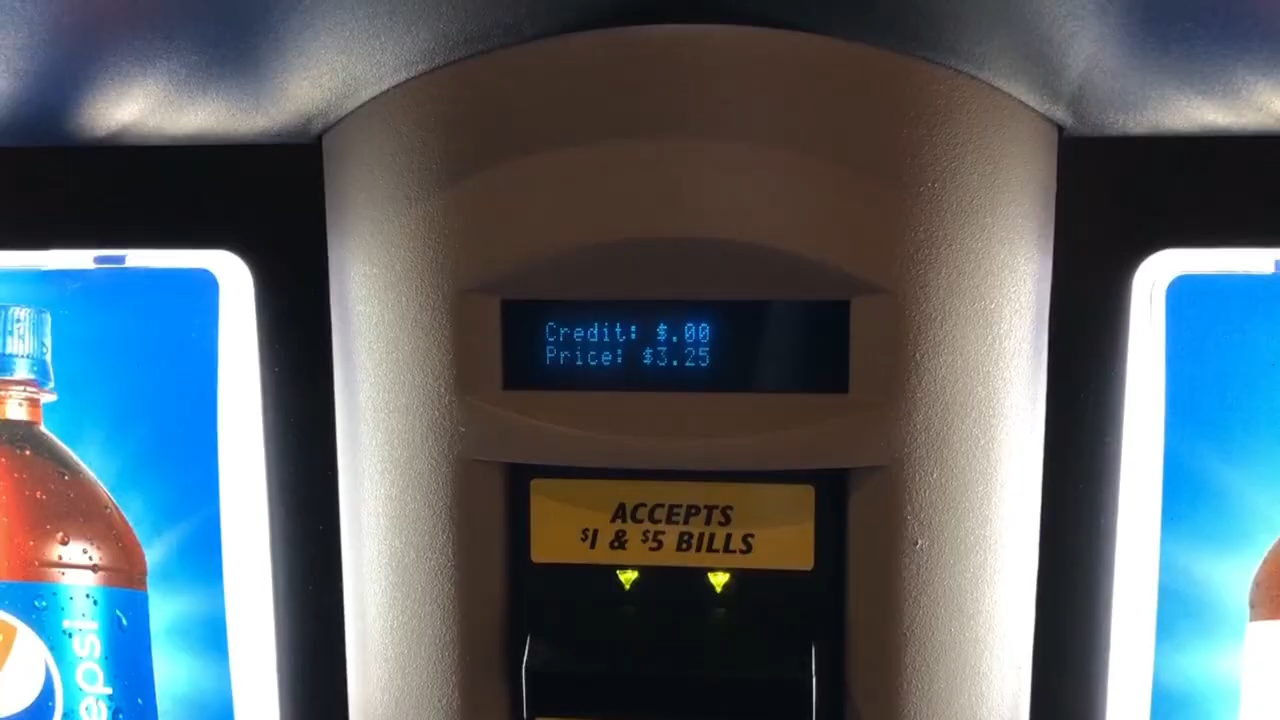 Credit: $.00
Price: $3.25
ACCEPTS
$1 & $5 BILLS
epsi